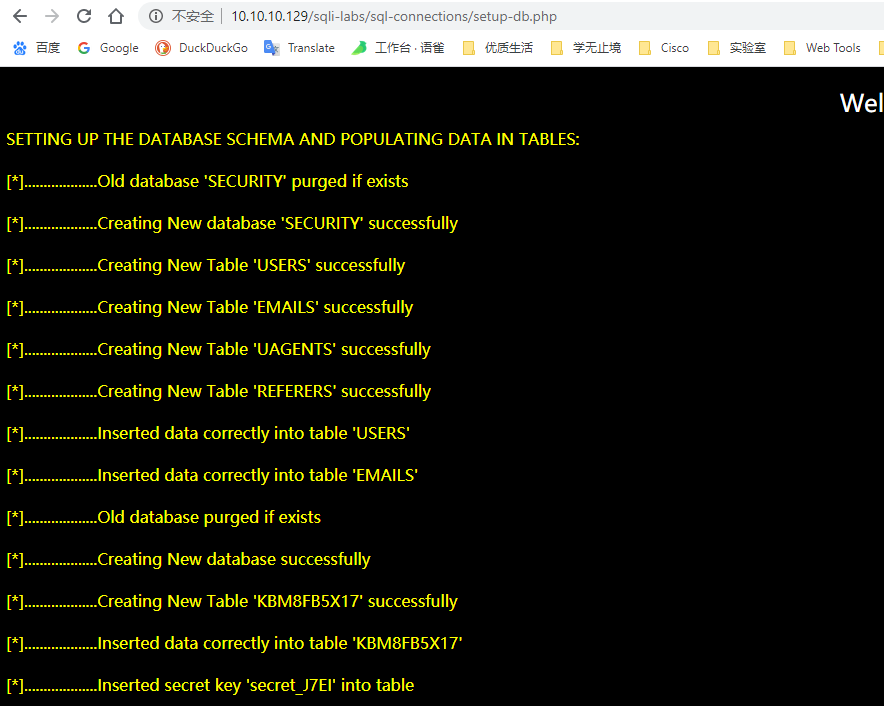 不安全 | 10.10.10.129/sqli-labs/sql-connections/setup-db.php
百度 Google DuckDuckGo Translate 工作台 · 语雀 优质生活 学无止境 Cisco 实验室 Web Tools
Wel
SETTING UP THE DATABASE SCHEMA AND POPULATING DATA IN TABLES:
[*]...................Old database 'SECURITY' purged if exists
[*]...................Creating New database 'SECURITY' successfully
[*]...................Creating New Table 'USERS' successfully
[*]...................Creating New Table 'EMAILS' successfully
[*]...................Creating New Table 'UAGENTS' successfully
[*]...................Creating New Table 'REFERERS' successfully
[*]...................Inserted data correctly into table 'USERS'
[*]...................Inserted data correctly into table 'EMAILS'
[*]...................Old database purged if exists
[*]...................Creating New database successfully
[*]...................Creating New Table 'KBM8FB5X17' successfully
[*]...................Inserted data correctly into table 'KBM8FB5X17'
[*]...................Inserted secret key 'secret_J7EI' into table